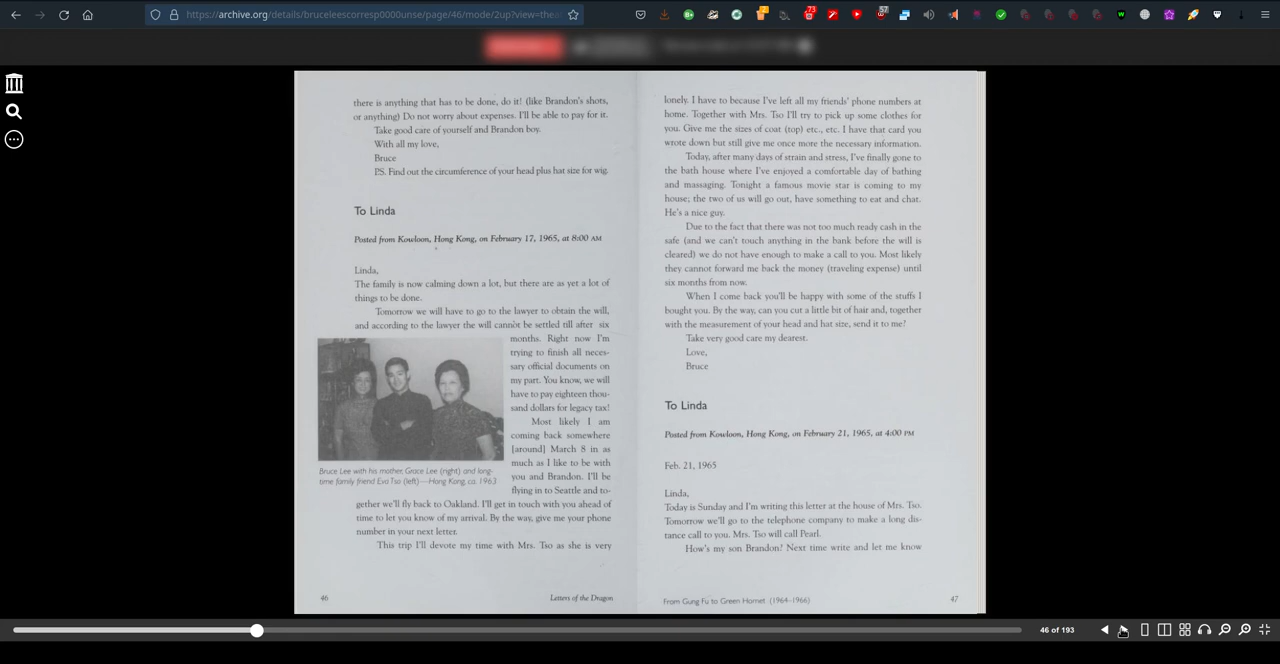 https://archive.org/details/bruceleescorresp0000unse/page/46/mode/2up?view=thea
73
57
there is anything that has to be done, do it! (like Brandon's shots,
or anything) Do not worry about expenses. I'll be able to pay for it.
Take good care of yourself and Brandon boy.
With all my love,
Bruce
P.S. Find out the circumference of your head plus hat size for wig.
To Linda
Posted from Kowloon, Hong Kong, on February 17, 1965, at 8:00 AM
Linda,
The family is now calming down a lot, but there are as yet a lot of
things to be done.
Tomorrow we will have to go to the lawyer to obtain the will,
and according to the lawyer the will cannot be settled till after six
months. Right now I'm
trying to finish all neces-
sary official documents on
my part. You know, we will
have to pay eighteen thou-
sand dollars for legacy tax!
Most likely I am
coming back somewhere
[around] March 8 in as
much as I like to be with
you and Brandon. I'll be
flying in to Seattle and to-
Bruce Lee with his mother, Grace Lee (right) and long-
time family friend Eva Tso (left)—Hong Kong, ca. 1963
gether we'll fly back to Oakland. I'll get in touch with you ahead of
time to let you know of my arrival. By the way, give me your phone
number in your next letter.
This trip I'll devote my time with Mrs. Tso as she is very
46
Letters of the Dragon
lonely. I have to because I've left all my friends' phone numbers at
home. Together with Mrs. Tso I'll try to pick up some clothes for
you. Give me the sizes of coat (top) etc., etc. I have that card you
wrote down but still give me once more the necessary information.
Today, after many days of strain and stress, I've finally gone to
the bath house where I've enjoyed a comfortable day of bathing
and massaging. Tonight a famous movie star is coming to my
house; the two of us will go out, have something to eat and chat.
He's a nice guy.
Due to the fact that there was not too much ready cash in the
safe (and we can't touch anything in the bank before the will is
cleared) we do not have enough to make a call to you. Most likely
they cannot forward me back the money (traveling expense) until
six months from now.
When I come back you'll be happy with some of the stuffs I
bought you. By the way, can you cut a little bit of hair and, together
with the measurement of your head and hat size, send it to me?
Take very good care my dearest.
Love,
Bruce
To Linda
Posted from Kowloon, Hong Kong, on February 21, 1965, at 4:00 PM
Feb. 21, 1965
Linda,
Today is Sunday and I'm writing this letter at the house of Mrs. Tso.
Tomorrow we'll go to the telephone company to make a long dis-
tance call to you. Mrs. Tso will call Pearl.
How's my son Brandon? Next time write and let me know
From Gung Fu to Green Hornet (1964–1966)
47
46 of 193